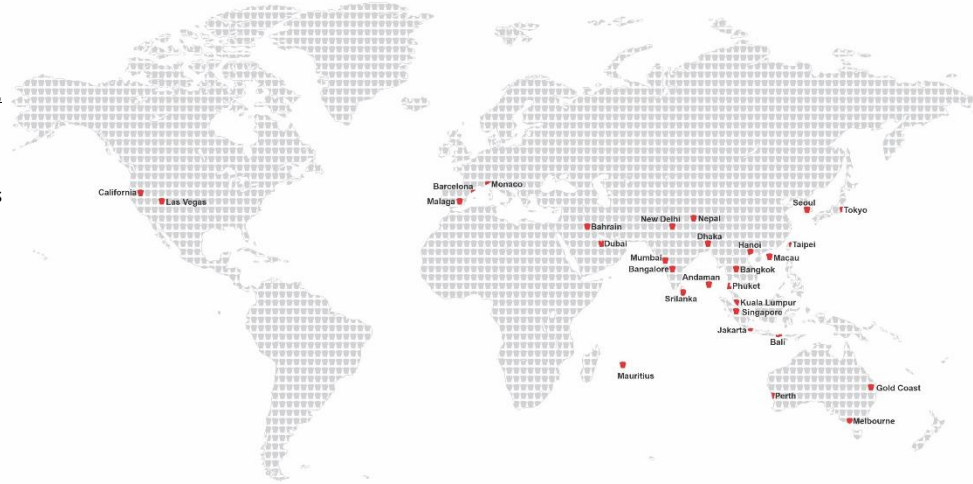 California
Las Vegas
Barcelona
Monaco
Malaga
Seoul
Tokyo
New Delhi
Nepal
Bahrain
Dhaka
Dubai
Hanoi
Taipei
Mumbai
Macau
Bangalore
Bangkok
Andaman
Phuket
Srilanka
Kuala Lumpur
Singapore
Jakarta
Bali
Mauritius
Gold Coast
Perth
Melbourne